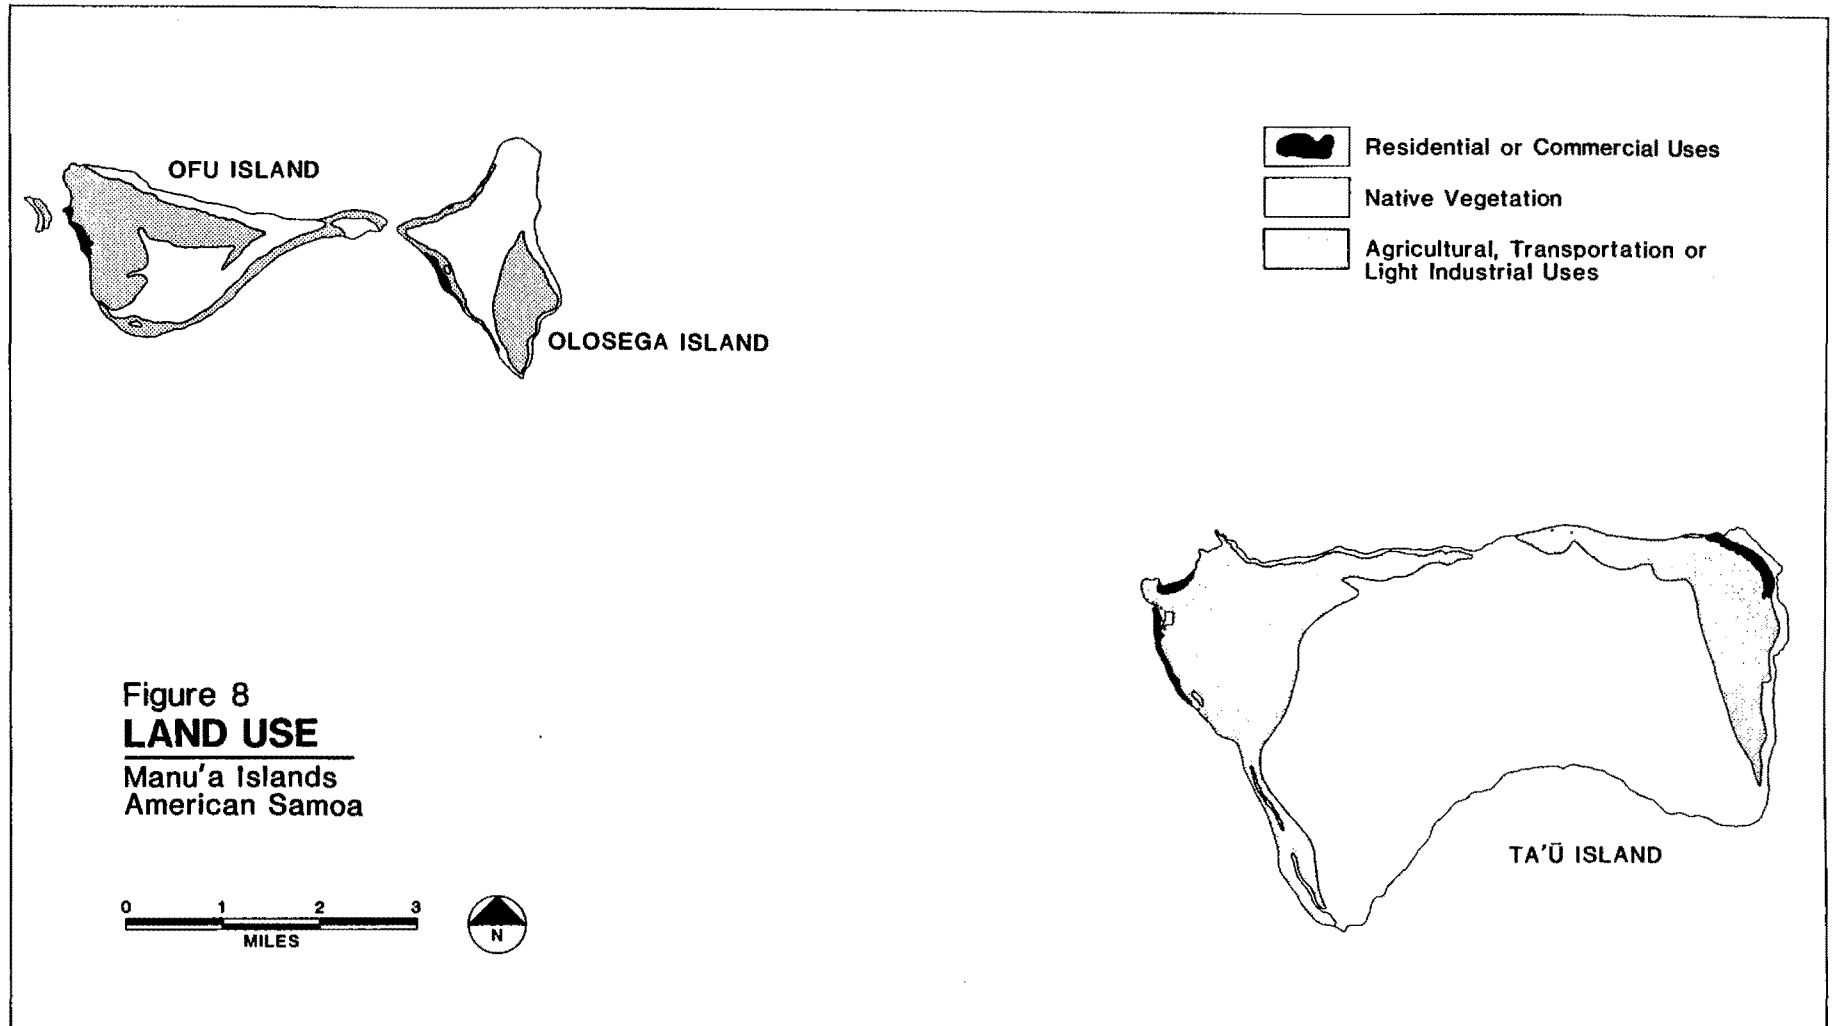 OFU ISLAND
OLOSEGA ISLAND
Residential or Commercial Uses
Native Vegetation
Agricultural, Transportation or
Light Industrial Uses
Figure 8
LAND USE
Manu'a Islands
American Samoa
0 1 2 3
MILES
N
TA'Ū ISLAND